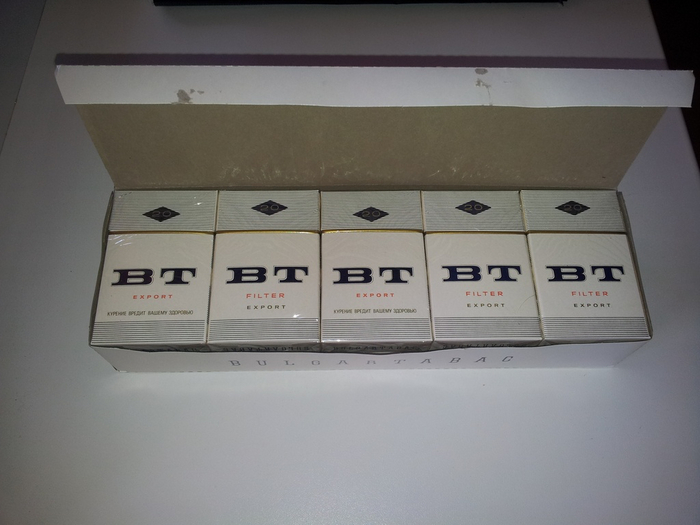 20 20 20 20 20
BT BT BT BT BT
EXPORT FILTER EXPORT FILTER FILTER
EXPORT EXPORT EXPORT
КУРЕНИЕ ВРЕДИТ ВАШЕМУ ЗДОРОВЬЮ КУРЕНИЕ ВРЕДИТ ВАШЕМУ ЗДОРОВЬЮ
BULGARTABAC